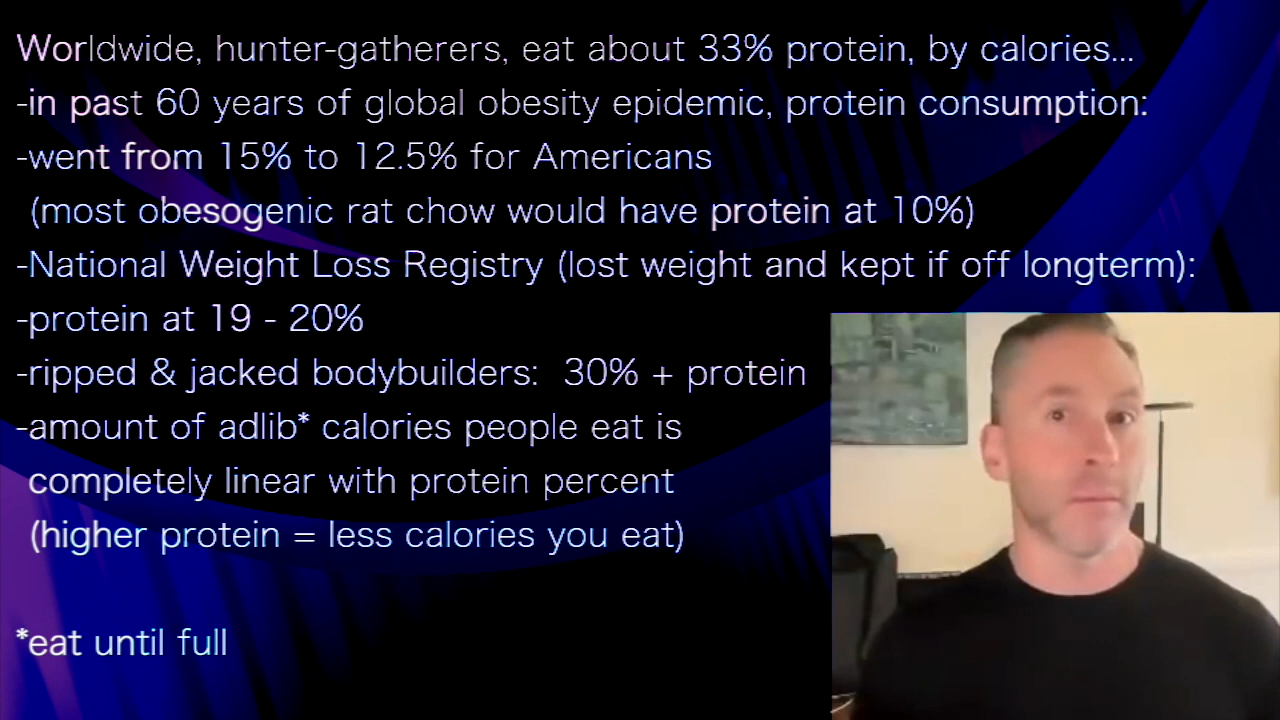 Worldwide, hunter-gatherers, eat about 33% protein, by calories...
-in past 60 years of global obesity epidemic, protein consumption:
-went from 15% to 12.5% for Americans
(most obesogenic rat chow would have protein at 10%)
-National Weight Loss Registry (lost weight and kept if off longterm):
-protein at 19 - 20%
-ripped & jacked bodybuilders:  30% + protein
-amount of adlib* calories people eat is
completely linear with protein percent
(higher protein = less calories you eat)
*eat until full